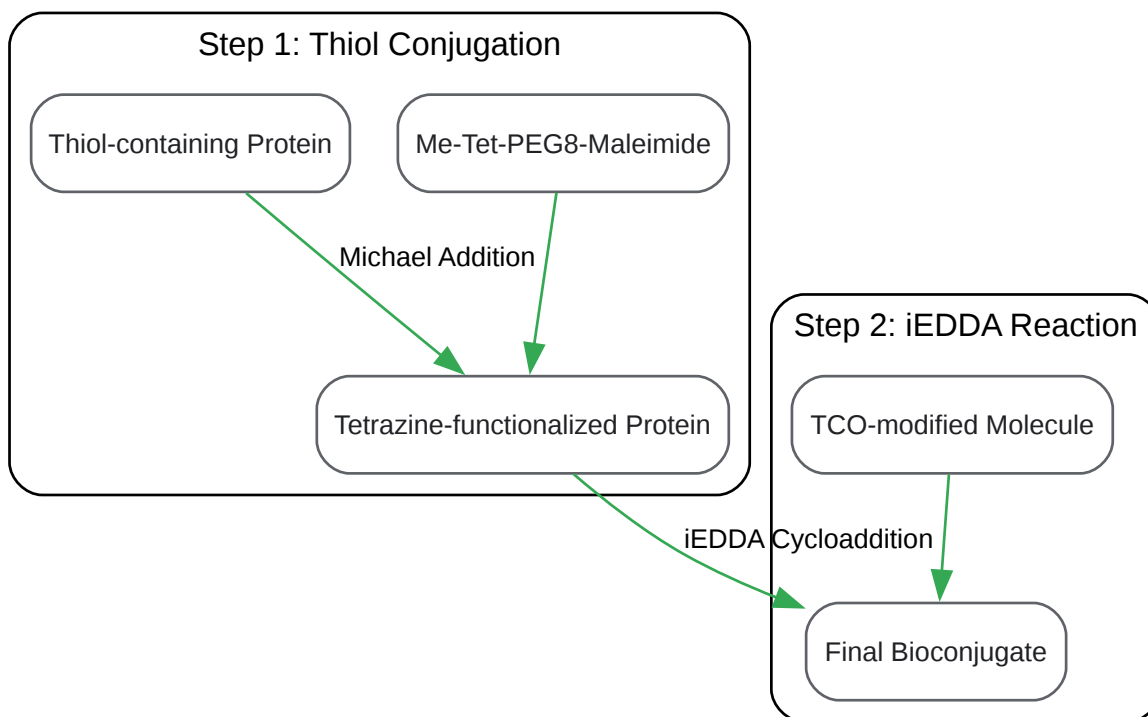 Step 1: Thiol Conjugation
Thiol-containing Protein
Me-Tet-PEG8-Maleimide
Michael Addition
Tetrazine-functionalized Protein
Step 2: iEDDA Reaction
TCO-modified Molecule
iEDDA Cycloaddition
Final Bioconjugate